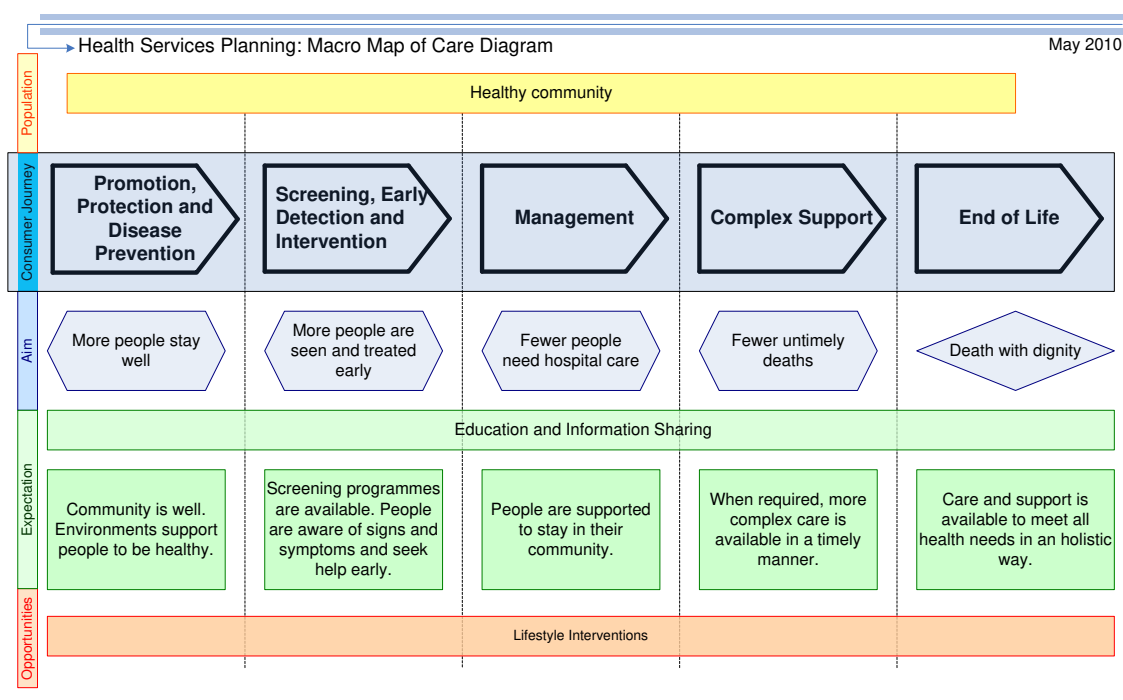 Health Services Planning: Macro Map of Care Diagram
May 2010
Population
Healthy community
Consumer Journey
Promotion,
Protection and
Disease
Prevention
Screening, Early
Detection and
Intervention
Management
Complex Support
End of Life
Aim
More people stay
well
More people are
seen and treated
early
Fewer people
need hospital care
Fewer untimely
deaths
Death with dignity
Expectation
Education and Information Sharing
Community is well.
Environments support
people to be healthy.
Screening programmes
are available. People
are aware of signs and
symptoms and seek
help early.
People are supported
to stay in their
community.
When required, more
complex care is
available in a timely
manner.
Care and support is
available to meet all
health needs in an holistic
way.
Opportunities
Lifestyle Interventions